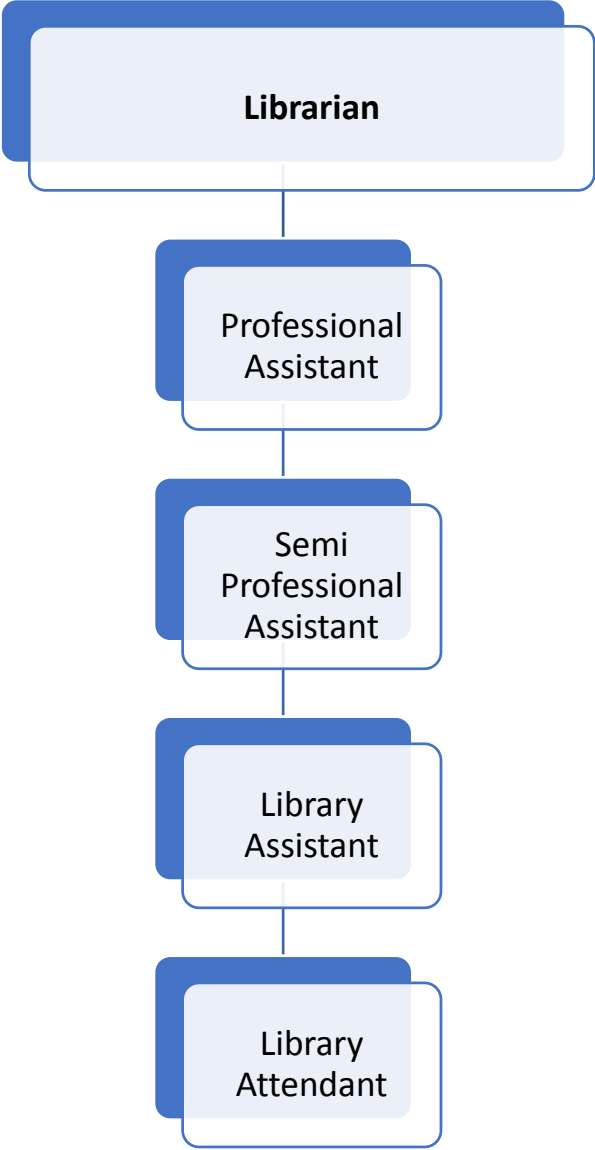 Librarian
Professional
Assistant
Semi
Professional
Assistant
Library
Assistant
Library
Attendant